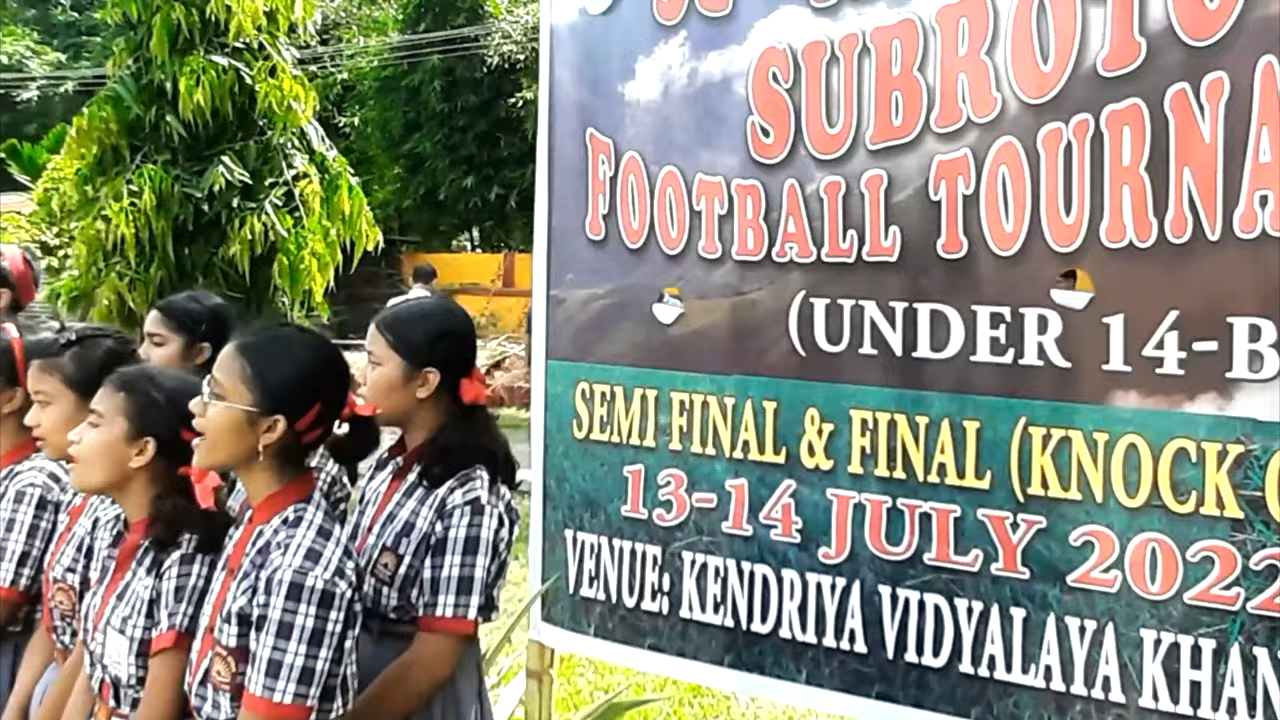 SUBROTO
FOOTBALL TOURNA
(UNDER 14-B
SEMI FINAL & FINAL (KNOCK
13-14 JULY 2022
VENUE: KENDRIYA VIDYALAYA KHAN